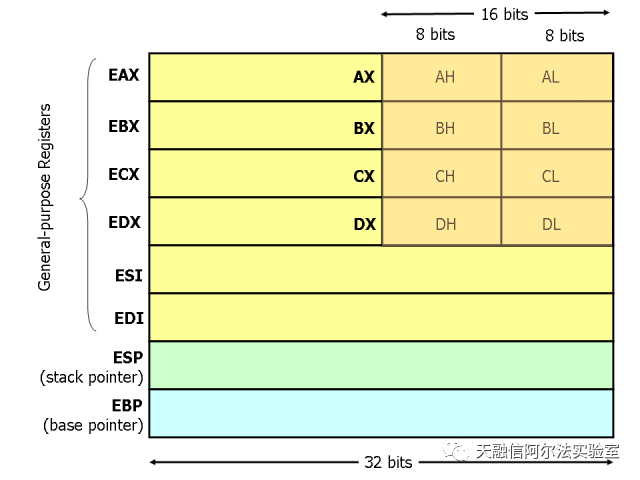 16 bits
8 bits 8 bits
General-purpose Registers
EAX AX AH AL
EBX BX BH BL
ECX CX CH CL
EDX DX DH DL
ESI
EDI
ESP
(stack pointer)
EBP
(base pointer)
天融信阿尔法实验室
32 bits